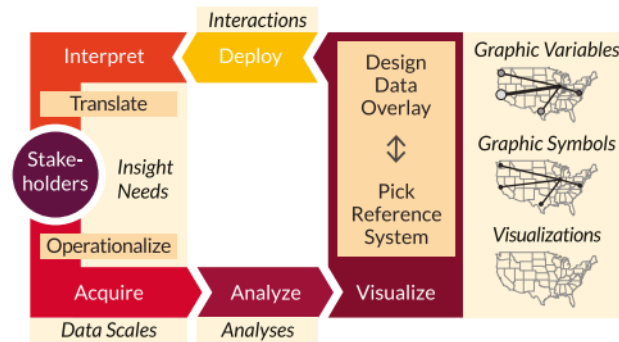 Interactions
Interpret
Deploy
Translate
Stake-
holders
Insight
Needs
Operationalize
Acquire
Analyze
Visualize
Data Scales
Analyses
Design
Data
Overlay
Pick
Reference
System
Graphic Variables
Graphic Symbols
Visualizations